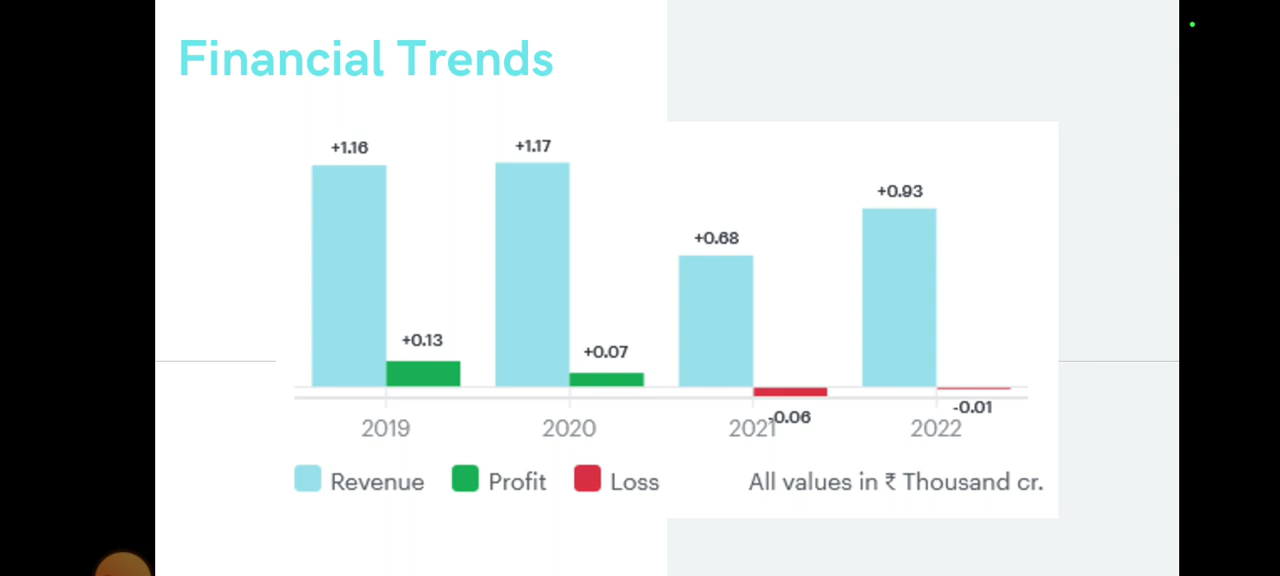 Financial Trends
+1.16
+1.17
+0.93
+0.68
+0.13
+0.07
-0.01
-0.06
2019 2020 2021 2022
Revenue Profit Loss All values in ₹ Thousand cr.